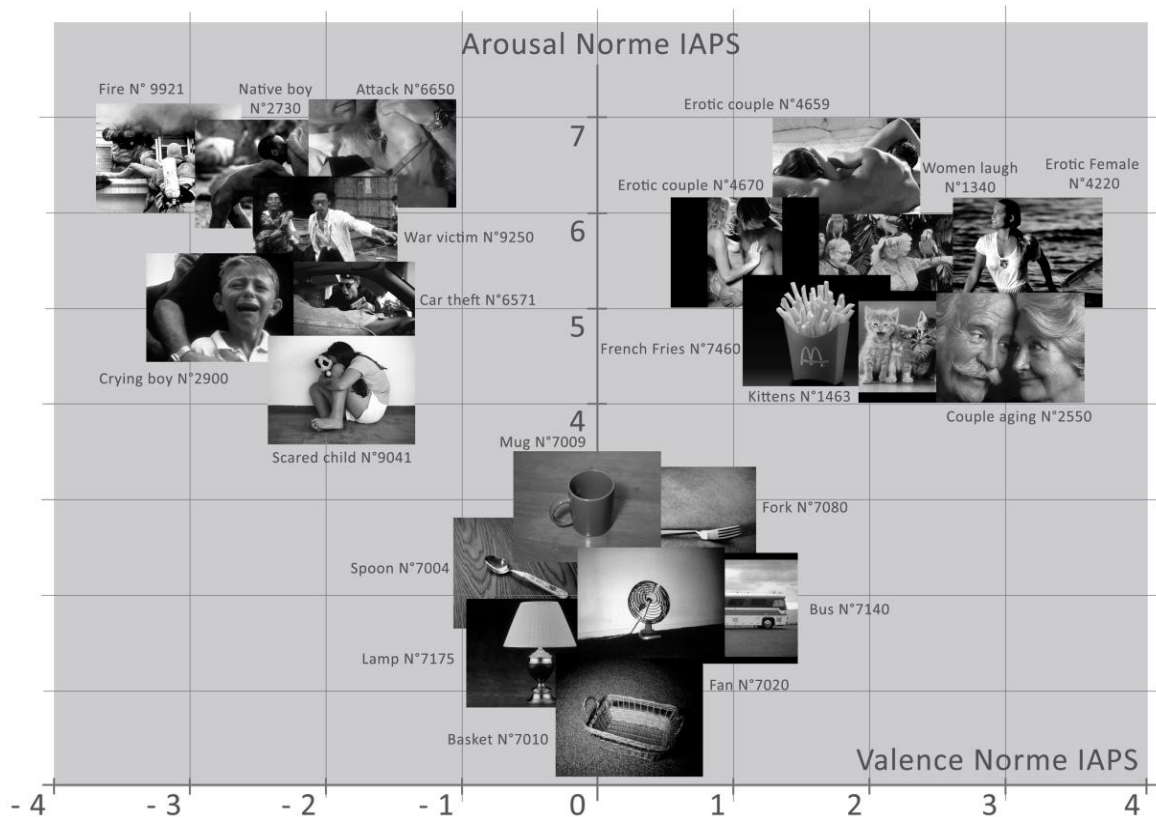 Arousal Norme IAPS
Fire N° 9921
Native boy
N°2730
Attack N°6650
Erotic couple N°4659
7
Women laugh
N°1340
Erotic Female
N°4220
Erotic couple N°4670
6
War victim N°9250
Car theft N°6571
5
French Fries N°7460
Crying boy N°2900
Kittens N°1463
Couple aging N°2550
4
Mug N°7009
Scared child N°9041
Fork N°7080
Spoon N°7004
Bus N°7140
Lamp N°7175
Fan N°7020
Basket N°7010
Valence Norme IAPS
- 4
- 3
- 2
- 1
0
1
2
3
4